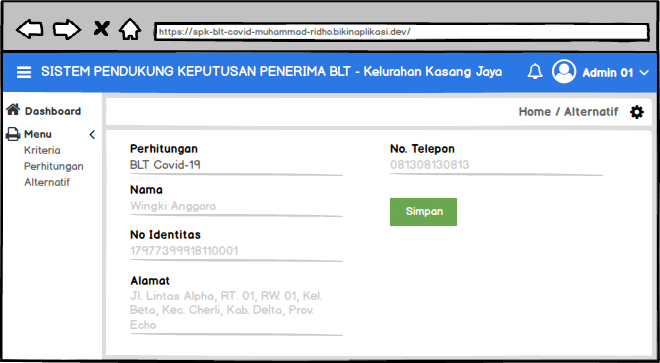 https://spk-blt-covid-muhammad-ridho.bikinaplikasi.dev/
SISTEM PENDUKUNG KEPUTUSAN PENERIMA BLT - Kelurahan Kasang Jaya
Admin 01
Dashboard
Menu
Kriteria
Perhitungan
Alternatif
Home / Alternatif
Perhitungan
BLT Covid-19
Nama
Wingki Anggara
No Identitas
17977399918110001
Alamat
Jl. Lintas Alpha, RT. 01, RW. 01, Kel.
Beta, Kec. Cherli, Kab. Delta, Prov.
Echo
No. Telepon
081308130813
Simpan